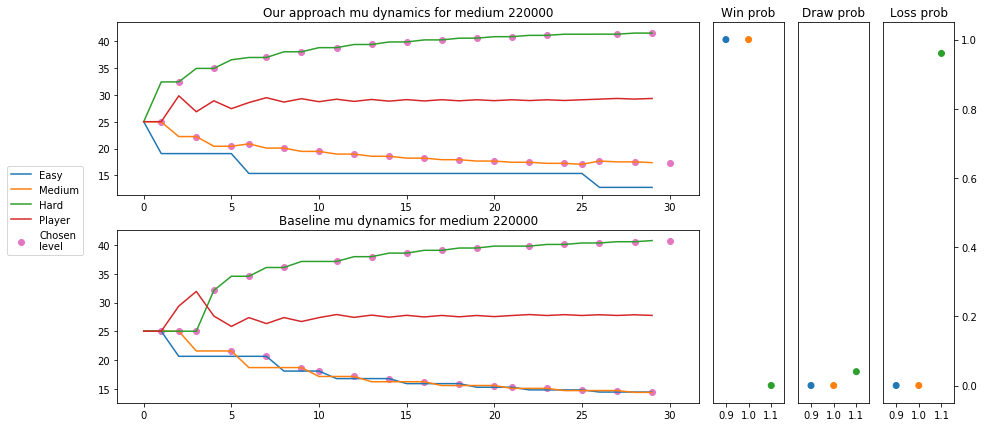 Our approach mu dynamics for medium 220000
Win prob
Draw prob
Loss prob
40
35
30
25
20
15
0
5
10
15
20
25
30
Easy
Medium
Hard
Player
Chosen
level
Baseline mu dynamics for medium 220000
40
35
30
25
20
15
0
5
10
15
20
25
30
0.9 1.0 1.1
0.9 1.0 1.1
0.9 1.0 1.1
1.0
0.8
0.6
0.4
0.2
0.0